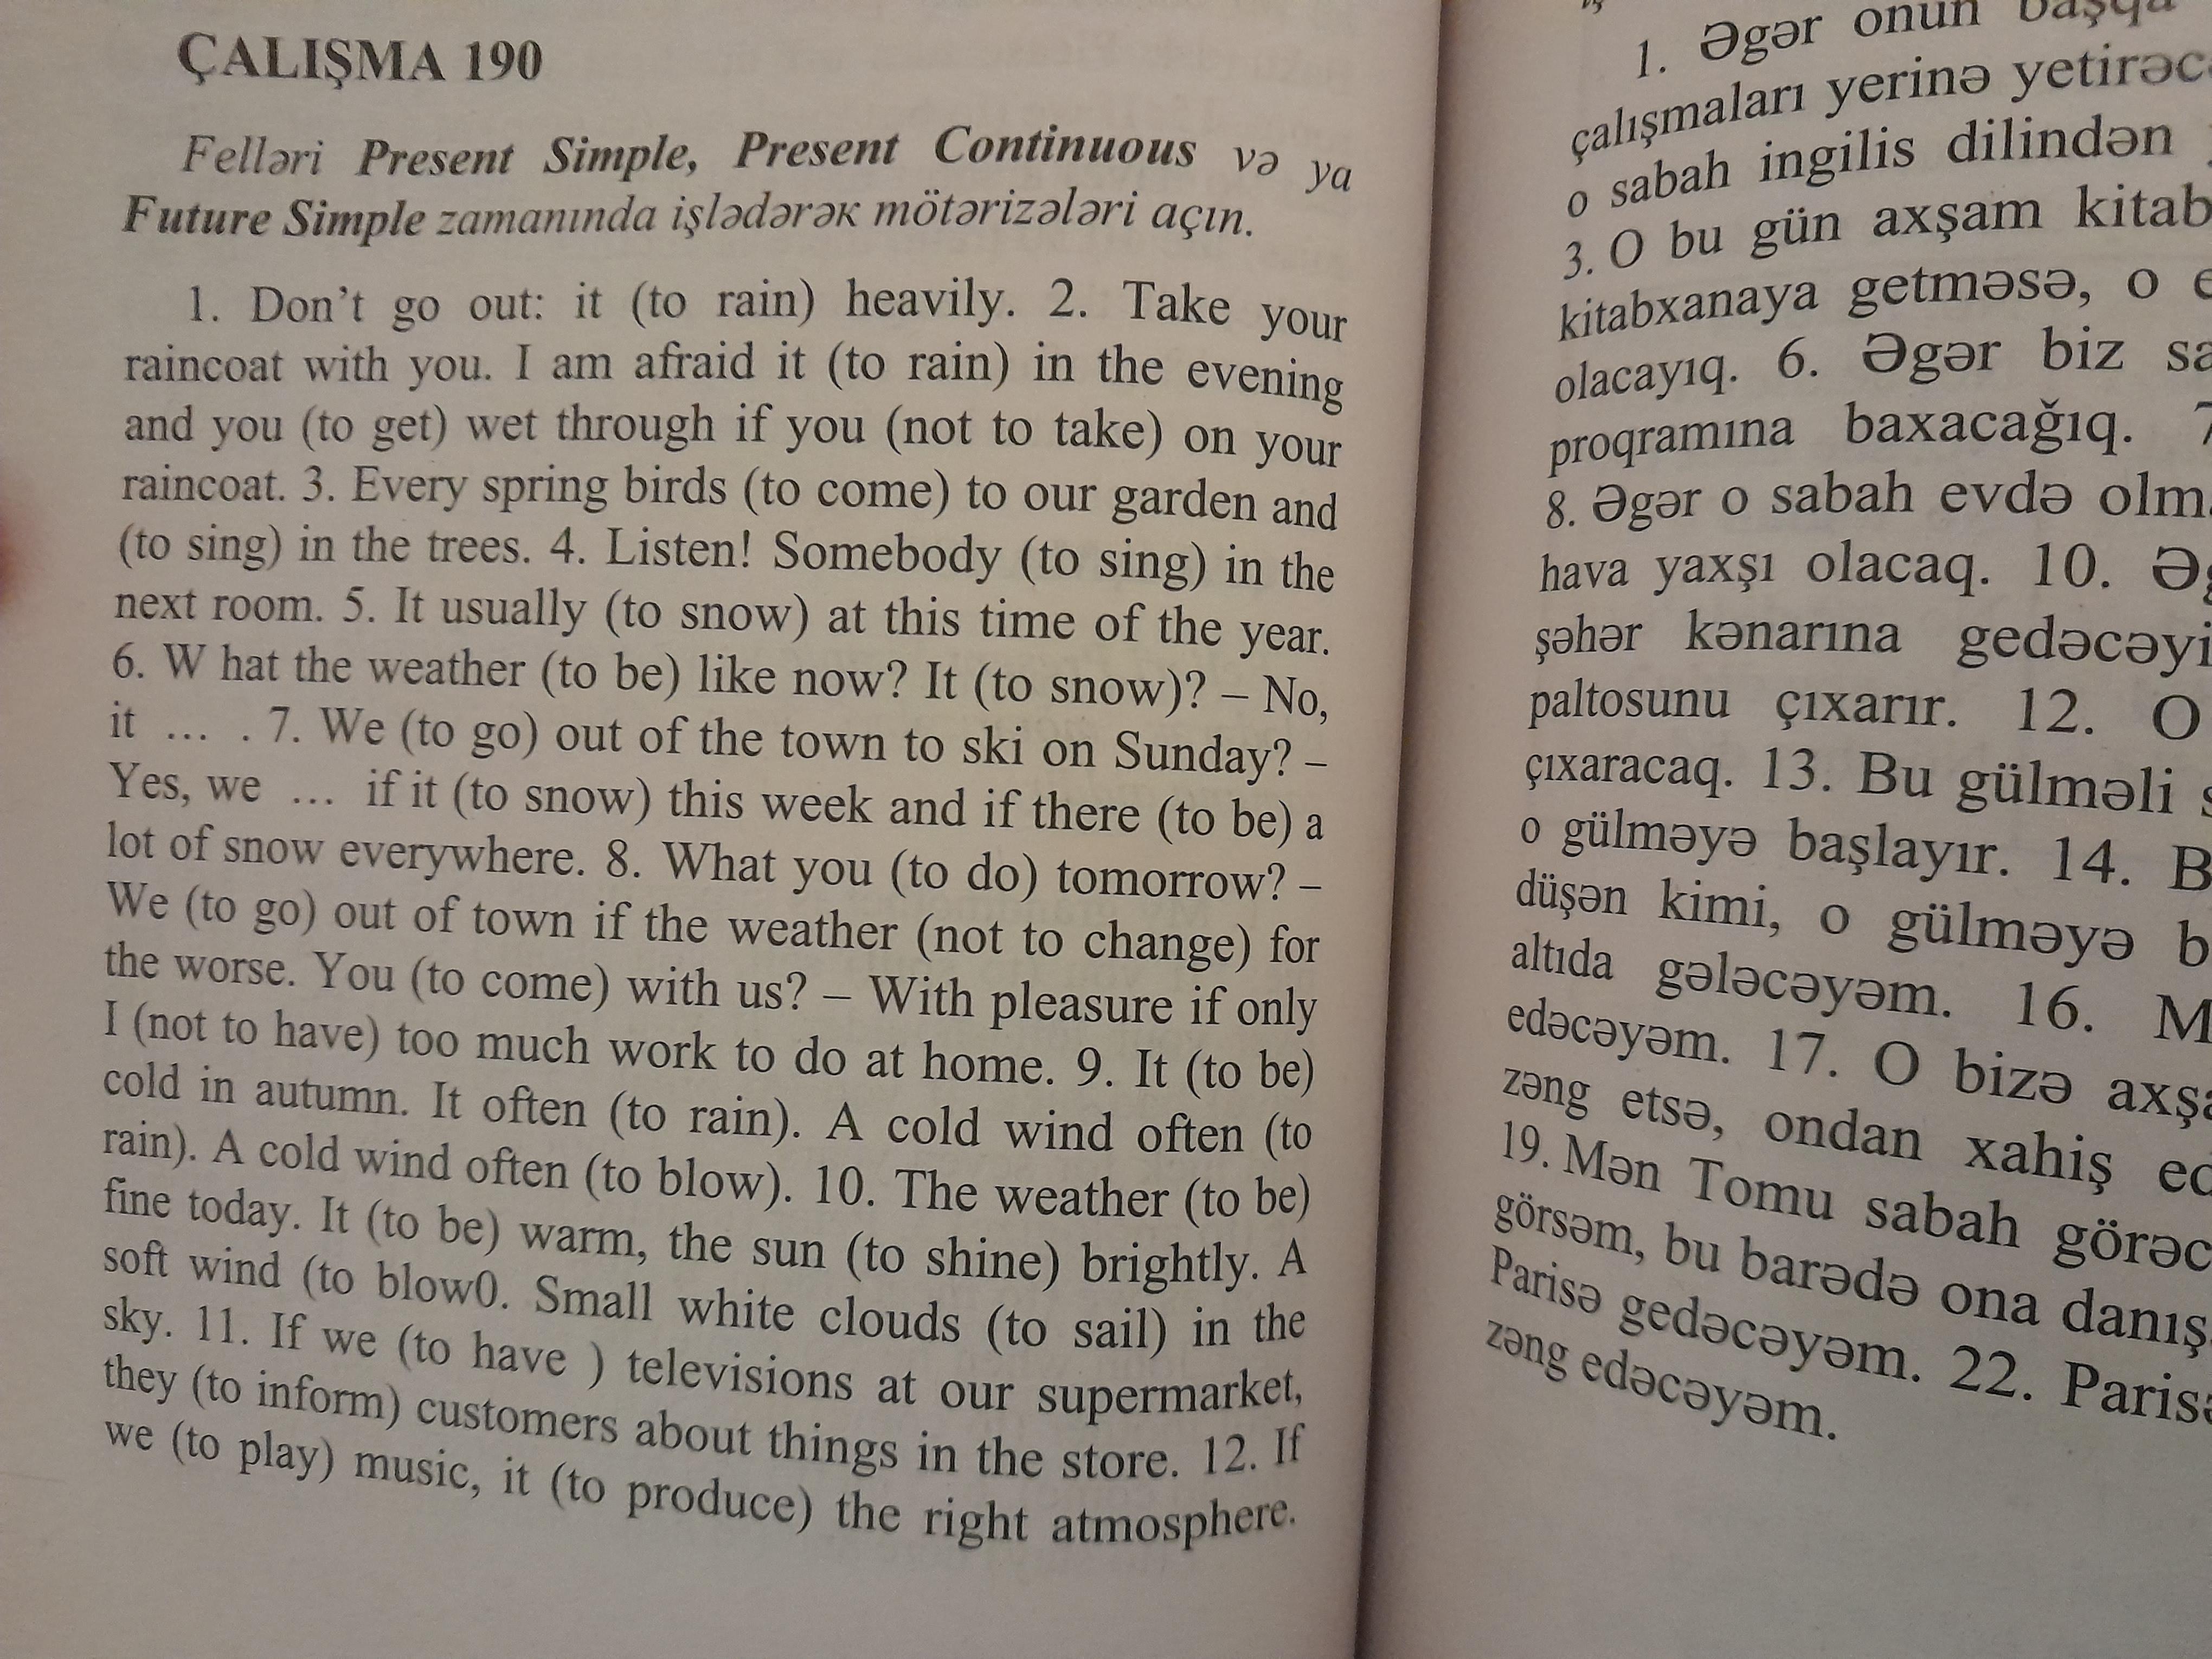 ÇALIŞMA 190
Felləri Present Simple, Present Continuous və ya
Future Simple zamanında işlədərəк mötərizələri açın.
1. Don't go out: it (to rain) heavily. 2. Take your
raincoat with you. I am afraid it (to rain) in the evening
and you (to get) wet through if you (not to take) on your
raincoat. 3. Every spring birds (to come) to our garden and
(to sing) in the trees. 4. Listen! Somebody (to sing) in the
next room. 5. It usually (to snow) at this time of the year.
6. W hat the weather (to be) like now? It (to snow)? – No,
it ... . 7. We (to go) out of the town to ski on Sunday? –
Yes, we ... if it (to snow) this week and if there (to be) a
lot of snow everywhere. 8. What you (to do) tomorrow? –
We (to go) out of town if the weather (not to change) for
the worse. You (to come) with us? – With pleasure if only
I (not to have) too much work to do at home. 9. It (to be)
cold in autumn. It often (to rain). A cold wind often (to
rain). A cold wind often (to blow). 10. The weather (to be)
fine today. It (to be) warm, the sun (to shine) brightly. A
soft wind (to blow0. Small white clouds (to sail) in the
sky. 11. If we (to have ) televisions at our supermarket,
they (to inform) customers about things in the store. 12. If
we (to play) music, it (to produce) the right atmosphere.
1. Əgər onun başqa
çalışmaları yerinə
o sabah ingilis dilindən
3. O bu gün axşam
kitabxanaya getməsə, o
olacayıq. 6. Əgər biz
proqramına baxacağıq.
8. Əgər o sabah evdə
hava yaxşı olacaq. 10.
şəhər kənarına
paltosunu çıxarır. 12. O
çıxaracaq. 13. Bu gülməli
o gülməyə başlayır. 14.
düşən kimi, o gülməyə
altıda gələcəyəm. 16.
edəcəyəm. 17. O bizə
zəng etsə, ondan xahiş
19. Mən Tomu sabah
görsəm, bu barədə ona
Parisə gedəcəyəm. 22.
zəng edəcəyəm.